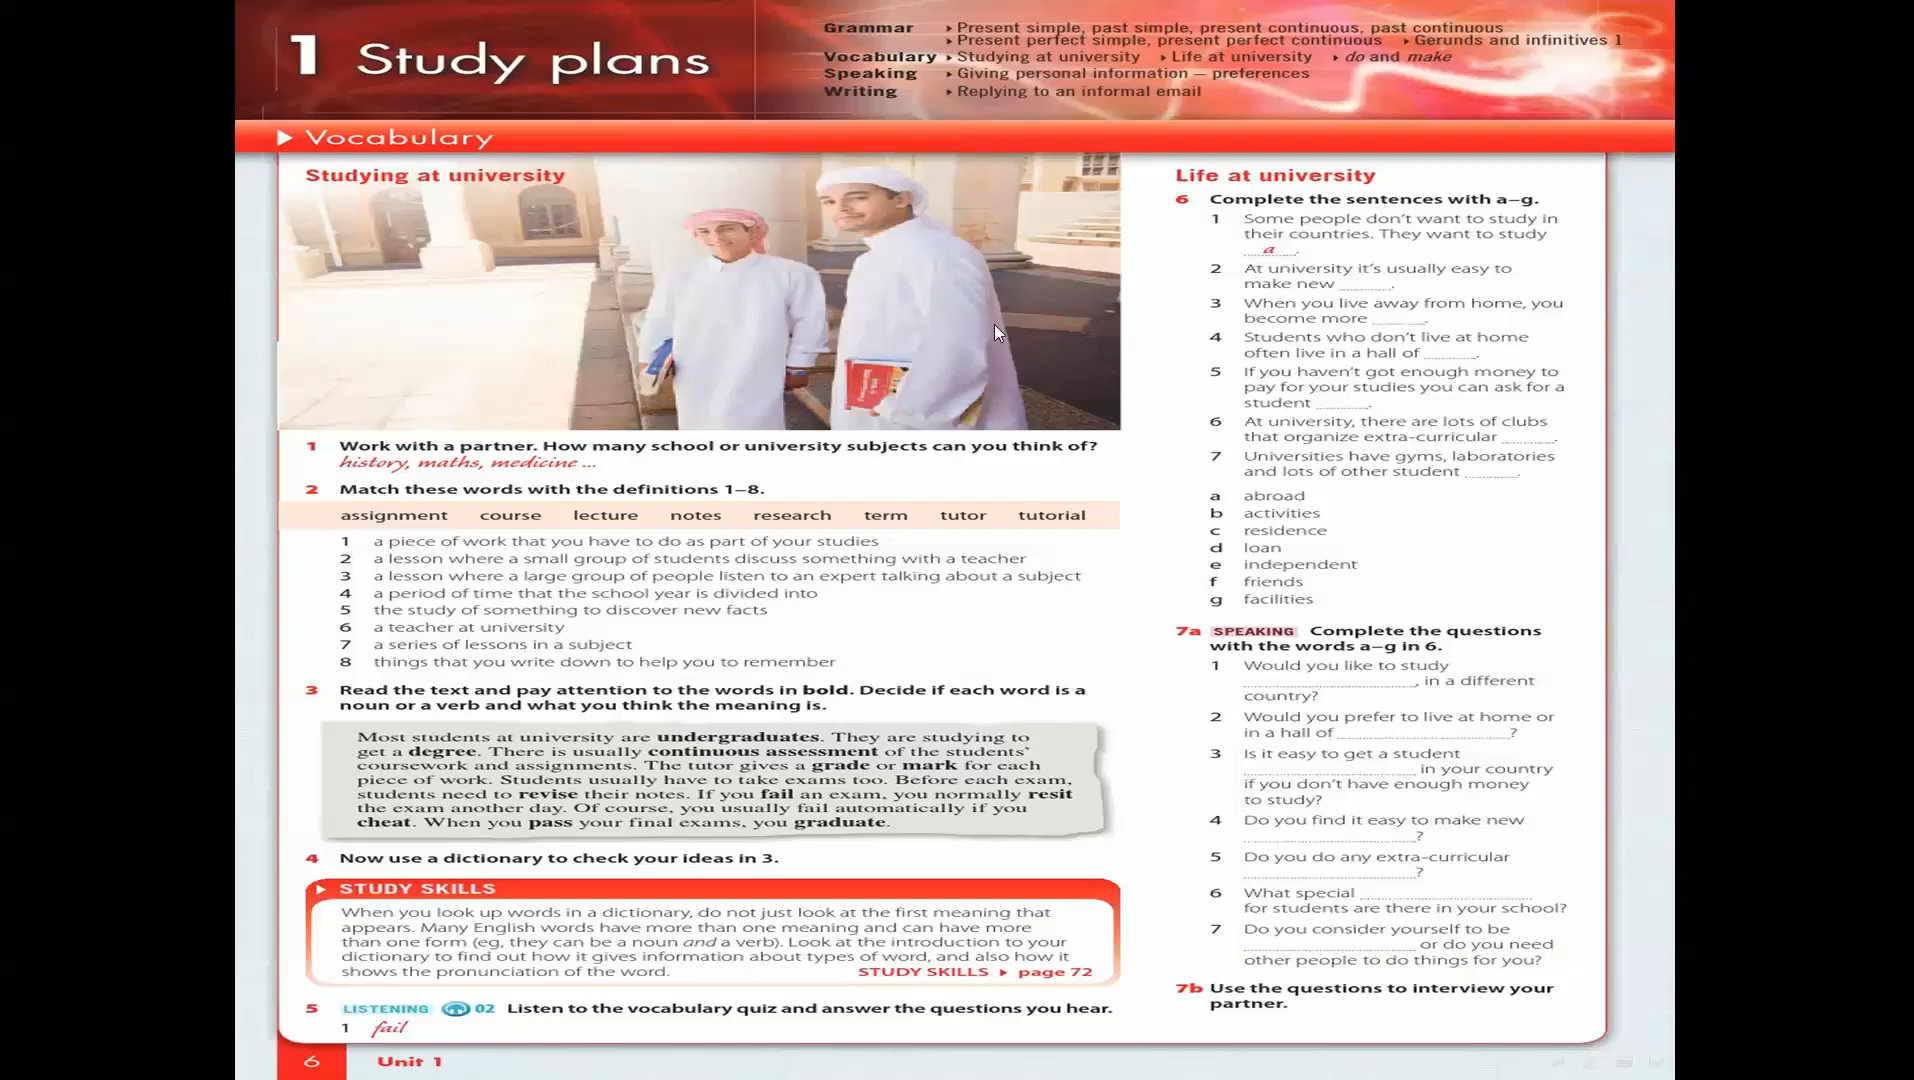 1 Study plans
Grammar ▸ Present simple, past simple, present continuous, past continuous
▸ Present perfect simple, present perfect continuous ▸ Gerunds and infinitives 1
Vocabulary ▸ Studying at university ▸ Life at university ▸ do and make
Speaking ▸ Giving personal information – preferences
Writing ▸ Replying to an informal email
Vocabulary
Studying at university
1 Work with a partner. How many school or university subjects can you think of?
history, maths, medicine ...
2 Match these words with the definitions 1–8.
assignment course lecture notes research term tutor tutorial
1 a piece of work that you have to do as part of your studies
2 a lesson where a small group of students discuss something with a teacher
3 a lesson where a large group of people listen to an expert talking about a subject
4 a period of time that the school year is divided into
5 the study of something to discover new facts
6 a teacher at university
7 a series of lessons in a subject
8 things that you write down to help you to remember
3 Read the text and pay attention to the words in bold. Decide if each word is a
noun or a verb and what you think the meaning is.
Most students at university are undergraduates. They are studying to
get a degree. There is usually continuous assessment of the students'
coursework and assignments. The tutor gives a grade or mark for each
piece of work. Students usually have to take exams too. Before each exam,
students need to revise their notes. If you fail an exam, you normally resit
the exam another day. Of course, you usually fail automatically if you
cheat. When you pass your final exams, you graduate.
4 Now use a dictionary to check your ideas in 3.
STUDY SKILLS
When you look up words in a dictionary, do not just look at the first meaning that
appears. Many English words have more than one meaning and can have more
than one form (eg, they can be a noun and a verb). Look at the introduction to your
dictionary to find out how it gives information about types of word, and also how it
shows the pronunciation of the word. STUDY SKILLS ▸ page 72
5 LISTENING 02 Listen to the vocabulary quiz and answer the questions you hear.
1 fail
Life at university
6 Complete the sentences with a–g.
1 Some people don't want to study in
their countries. They want to study
a.
2 At university it's usually easy to
make new ________.
3 When you live away from home, you
become more ________.
4 Students who don't live at home
often live in a hall of ________.
5 If you haven't got enough money to
pay for your studies you can ask for a
student ________.
6 At university, there are lots of clubs
that organize extra-curricular ________.
7 Universities have gyms, laboratories
and lots of other student ________.
a abroad
b activities
c residence
d loan
e independent
f friends
g facilities
7a SPEAKING Complete the questions
with the words a–g in 6.
1 Would you like to study
________, in a different
country?
2 Would you prefer to live at home or
in a hall of ________?
3 Is it easy to get a student
________ in your country
if you don't have enough money
to study?
4 Do you find it easy to make new
________?
5 Do you do any extra-curricular
________?
6 What special ________
for students are there in your school?
7 Do you consider yourself to be
________ or do you need
other people to do things for you?
7b Use the questions to interview your
partner.
6 Unit 1